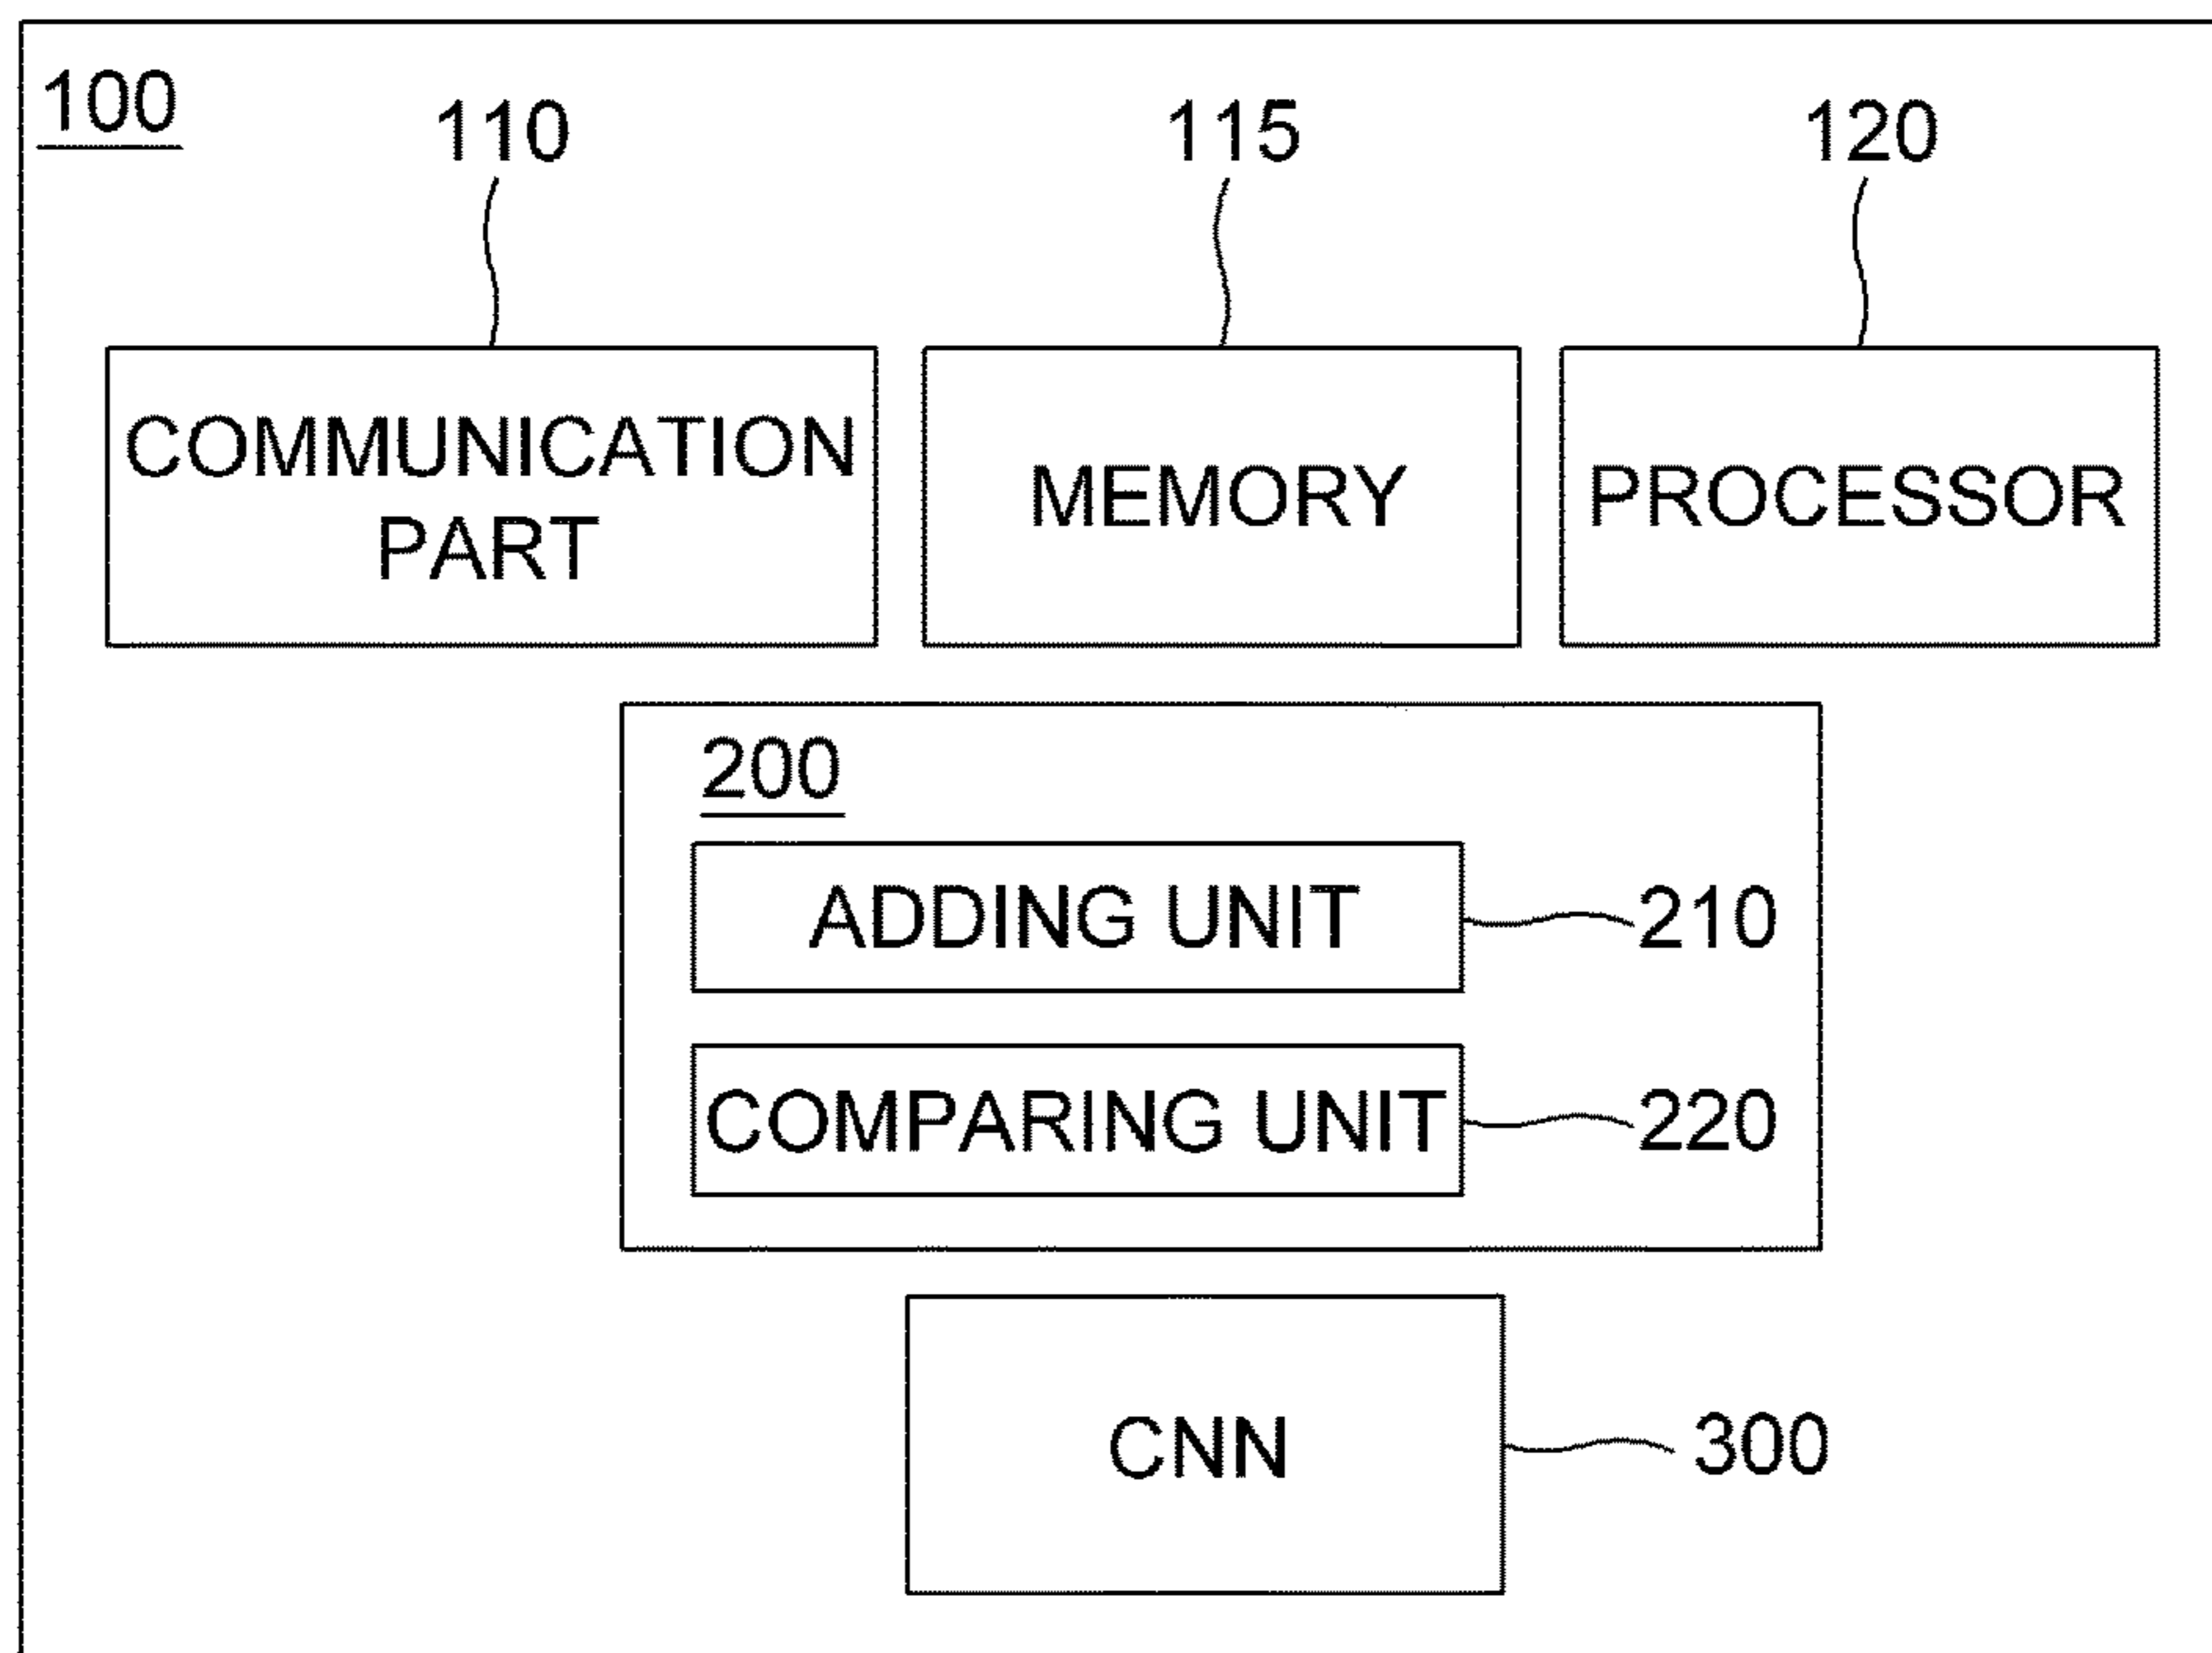 100
110
115
120
COMMUNICATION
PART
MEMORY
PROCESSOR
200
ADDING UNIT
210
COMPARING UNIT
220
CNN
300